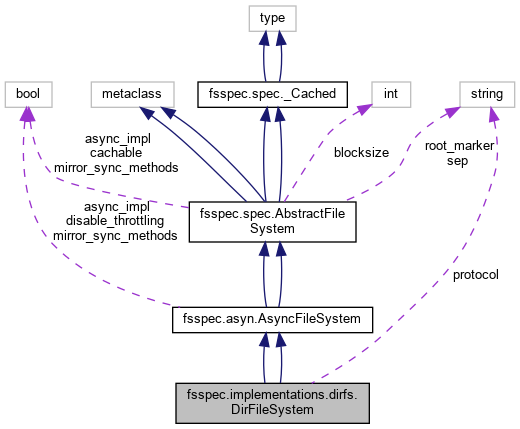 type
bool
metaclass
fsspec.spec._Cached
int
string
async_impl
cachable
mirror_sync_methods
blocksize
root_marker
sep
async_impl
disable_throttling
mirror_sync_methods
fsspec.spec.AbstractFile
System
protocol
fsspec.asyn.AsyncFileSystem
fsspec.implementations.dirfs.
DirFileSystem